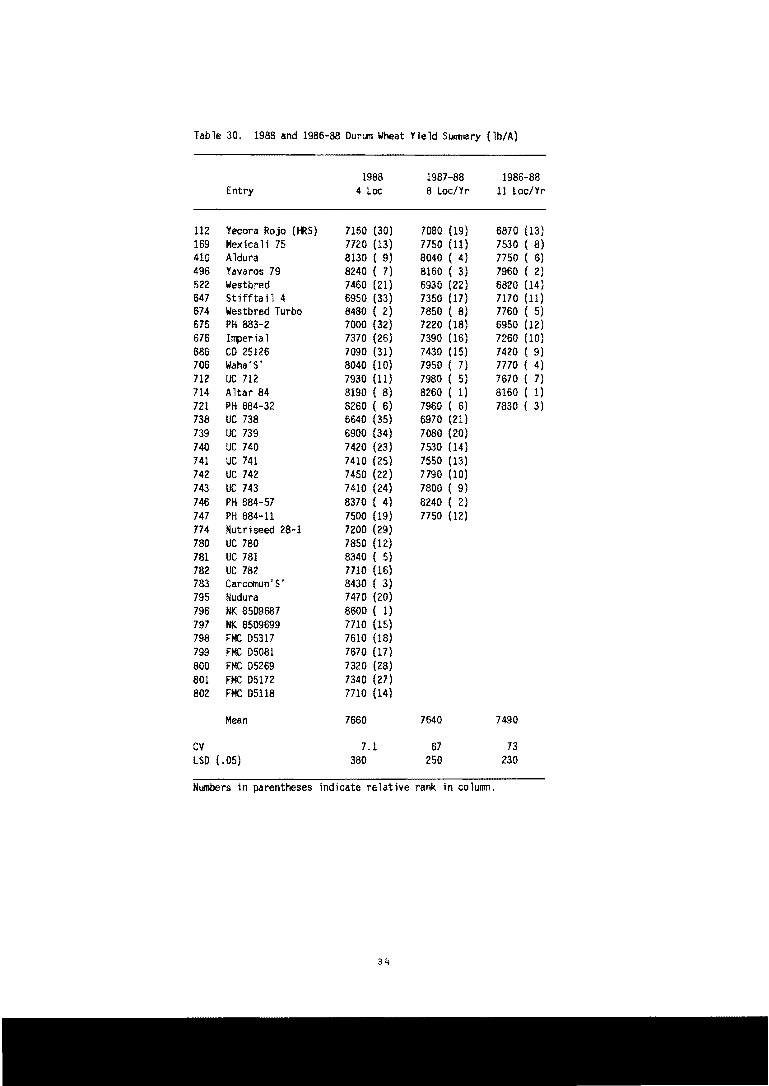 Table 30. 1988 and 1986-88 Durum Wheat Yield Summary (lb/A)
1988 1987-88 1986-88
Entry 4 Loc 8 Loc/Yr 11 Loc/Yr
112 Yecora Rojo (HRS) 7150 (30) 7080 (19) 6870 (13)
169 Mexicali 75 7720 (13) 7750 (11) 7530 ( 8)
410 Aldura 8130 ( 9) 8040 ( 4) 7750 ( 6)
496 Yavaros 79 8240 ( 7) 8160 ( 3) 7960 ( 2)
522 Westbred 7460 (21) 6930 (22) 6820 (14)
647 Stifftail 4 6950 (33) 7350 (17) 7170 (11)
674 Westbred Turbo 8480 ( 2) 7850 ( 8) 7760 ( 5)
675 PH 883-2 7000 (32) 7220 (18) 6950 (12)
676 Imperial 7370 (26) 7390 (16) 7260 (10)
686 CD 25126 7090 (31) 7430 (15) 7420 ( 9)
706 Waha'S' 8040 (10) 7950 ( 7) 7770 ( 4)
712 UC 712 7930 (11) 7980 ( 5) 7670 ( 7)
714 Altar 84 8190 ( 8) 8260 ( 1) 8160 ( 1)
721 PH 884-32 8260 ( 6) 7960 ( 6) 7830 ( 3)
738 UC 738 6640 (35) 6970 (21)
739 UC 739 6900 (34) 7080 (20)
740 UC 740 7420 (23) 7530 (14)
741 UC 741 7410 (25) 7550 (13)
742 UC 742 7450 (22) 7790 (10)
743 UC 743 7410 (24) 7800 ( 9)
746 PH 884-57 8370 ( 4) 8240 ( 2)
747 PH 884-11 7500 (19) 7750 (12)
774 Nutriseed 28-1 7200 (29)
780 UC 780 7850 (12)
781 UC 781 8340 ( 5)
782 UC 782 7710 (16)
783 Carcomun'S' 8430 ( 3)
795 Nudura 7470 (20)
796 NK 85D9687 8600 ( 1)
797 NK 85D9699 7710 (15)
798 FMC D5317 7610 (18)
799 FMC D5081 7670 (17)
800 FMC D5269 7320 (28)
801 FMC D5172 7340 (27)
802 FMC D5118 7710 (14)
Mean 7660 7640 7490
CV 7.1 67 73
LSD (.05) 380 250 230
Numbers in parentheses indicate relative rank in column.
34